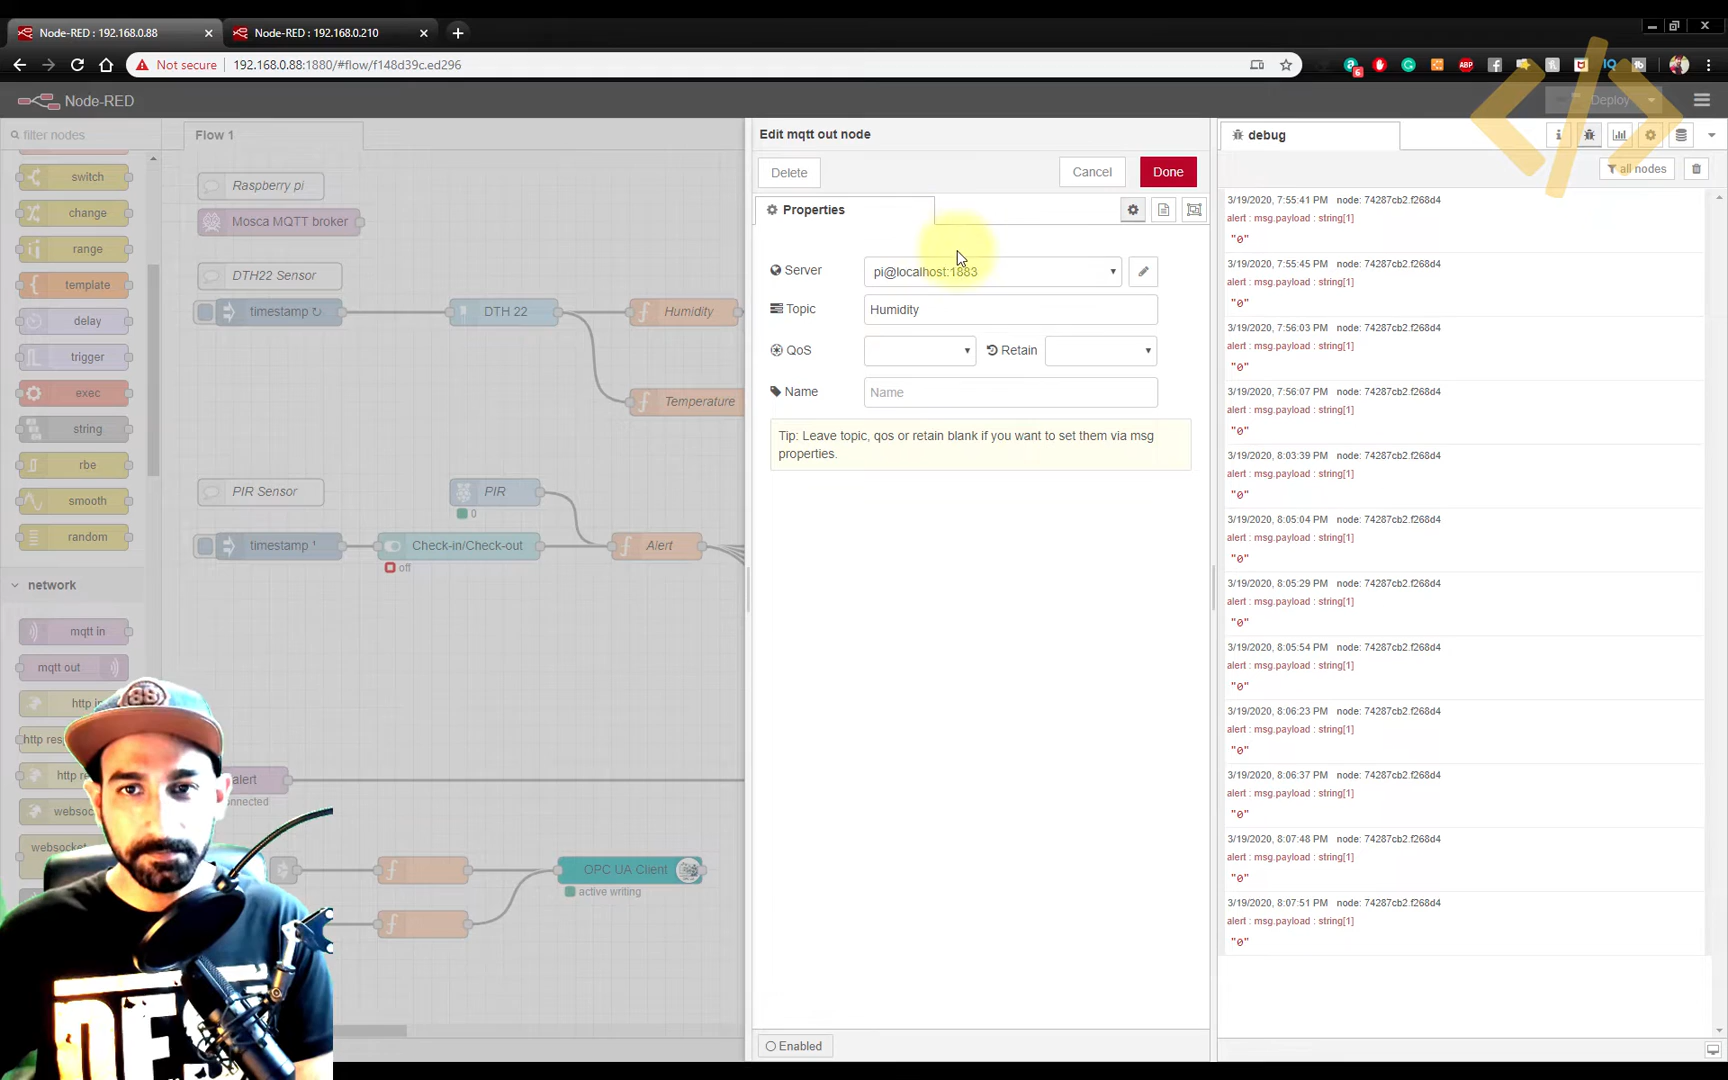 Node-RED : 192.168.0.88
Node-RED : 192.168.0.210
Not secure
192.168.0.88:1880/#flow/f148d39c.ed296
6
ABP
IQ
Node-RED
Deploy
filter nodes
Flow 1
switch
change
range
template
delay
trigger
exec
string
rbe
smooth
random
network
mqtt in
mqtt out
http in
http res
http
websoc
websocket
Raspberry pi
Mosca MQTT broker
DTH22 Sensor
timestamp ↻
DTH 22
Humidity
Temperature
PIR Sensor
PIR
0
timestamp ¹
Check-in/Check-out
off
Alert
alert
onnected
OPC UA Client
active writing
Edit mqtt out node
Delete
Cancel
Done
Properties
Server
pi@localhost:1883
Topic
Humidity
QoS
Retain
Name
Name
Tip: Leave topic, qos or retain blank if you want to set them via msg
properties.
Enabled
debug
all nodes
3/19/2020, 7:55:41 PM node: 74287cb2.f268d4
alert : msg.payload : string[1]
"0"
3/19/2020, 7:55:45 PM node: 74287cb2.f268d4
alert : msg.payload : string[1]
"0"
3/19/2020, 7:56:03 PM node: 74287cb2.f268d4
alert : msg.payload : string[1]
"0"
3/19/2020, 7:56:07 PM node: 74287cb2.f268d4
alert : msg.payload : string[1]
"0"
3/19/2020, 8:03:39 PM node: 74287cb2.f268d4
alert : msg.payload : string[1]
"0"
3/19/2020, 8:05:04 PM node: 74287cb2.f268d4
alert : msg.payload : string[1]
"0"
3/19/2020, 8:05:29 PM node: 74287cb2.f268d4
alert : msg.payload : string[1]
"0"
3/19/2020, 8:05:54 PM node: 74287cb2.f268d4
alert : msg.payload : string[1]
"0"
3/19/2020, 8:06:23 PM node: 74287cb2.f268d4
alert : msg.payload : string[1]
"0"
3/19/2020, 8:06:37 PM node: 74287cb2.f268d4
alert : msg.payload : string[1]
"0"
3/19/2020, 8:07:48 PM node: 74287cb2.f268d4
alert : msg.payload : string[1]
"0"
3/19/2020, 8:07:51 PM node: 74287cb2.f268d4
alert : msg.payload : string[1]
"0"